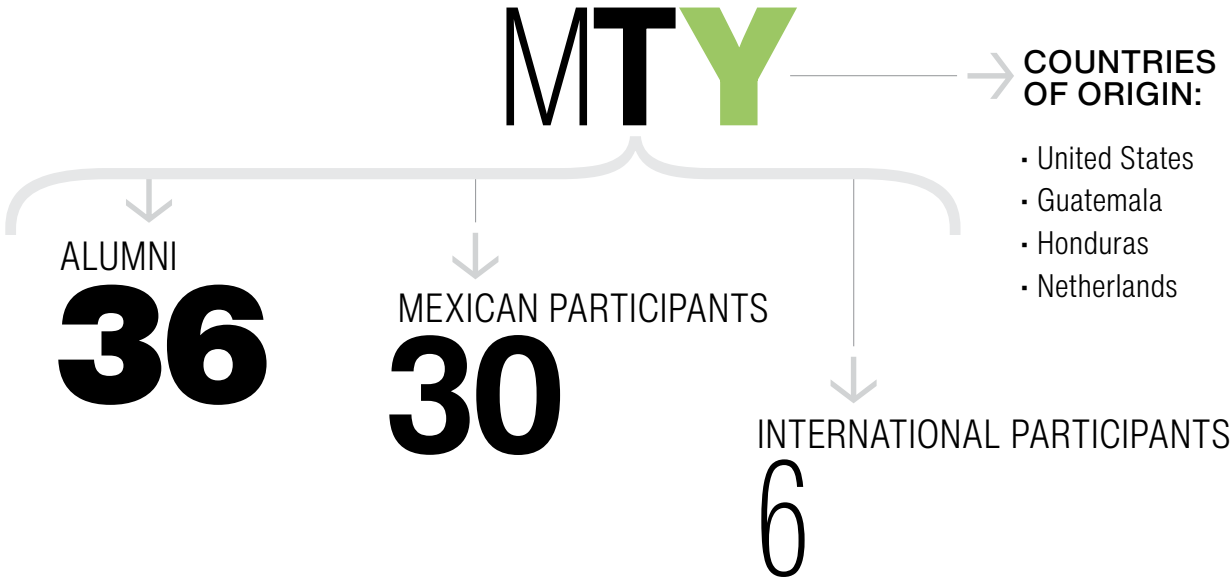 MTY
COUNTRIES
OF ORIGIN:
· United States
· Guatemala
· Honduras
· Netherlands
ALUMNI
36
MEXICAN PARTICIPANTS
30
INTERNATIONAL PARTICIPANTS
6